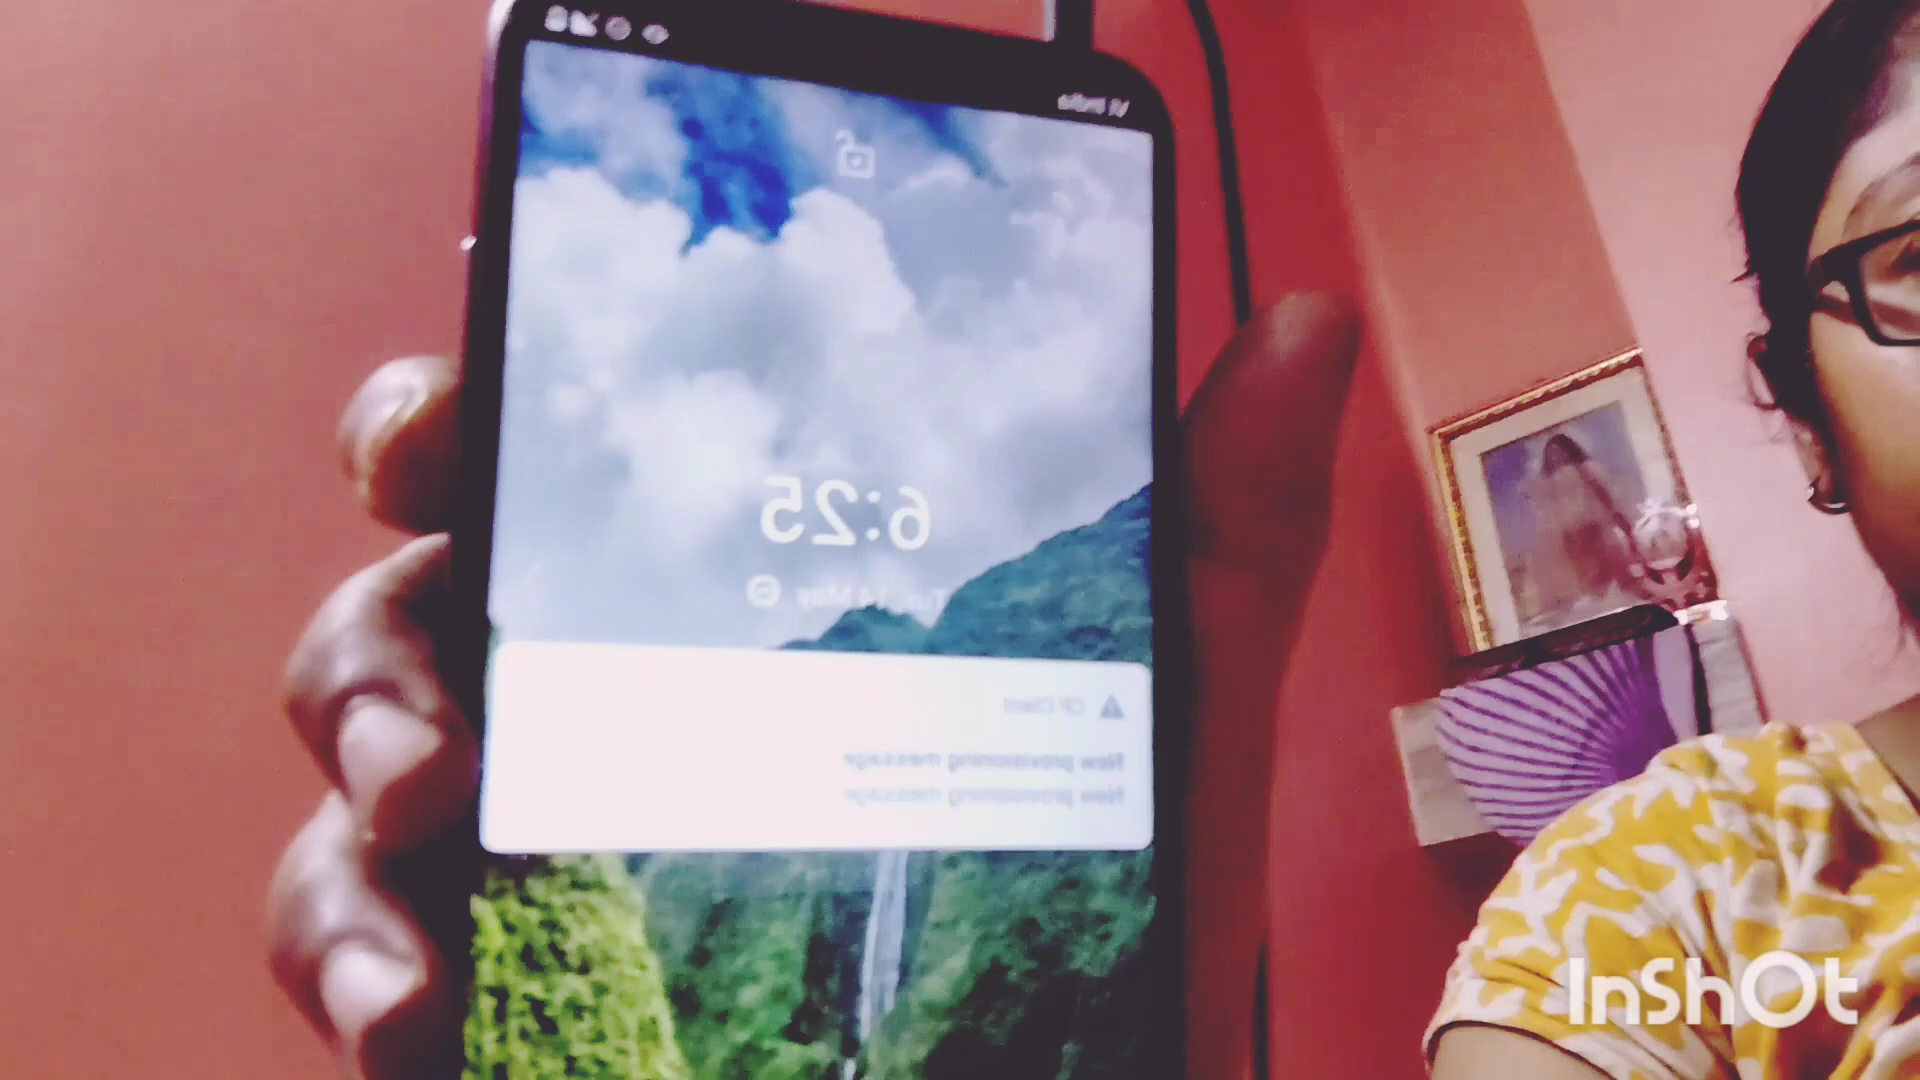 Vi India
6:25
Tue, 14 May
CP Client
New provisioning message
New provisioning message
InShOt